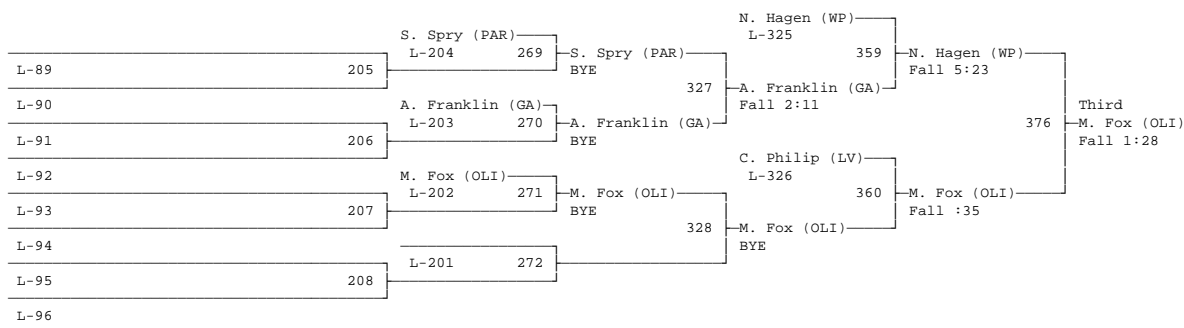 N. Hagen (WP)
S. Spry (PAR) L-325
L-204 269 S. Spry (PAR) 359 N. Hagen (WP)
L-89 205 BYE Fall 5:23
327 A. Franklin (GA)
L-90 A. Franklin (GA) Fall 2:11 Third
L-203 270 A. Franklin (GA) 376 M. Fox (OLI)
L-91 206 BYE Fall 1:28
C. Philip (LV)
L-92 M. Fox (OLI) L-326
L-202 271 M. Fox (OLI) 360 M. Fox (OLI)
L-93 207 BYE Fall :35
328 M. Fox (OLI)
L-94 BYE
L-201 272
L-95 208
L-96